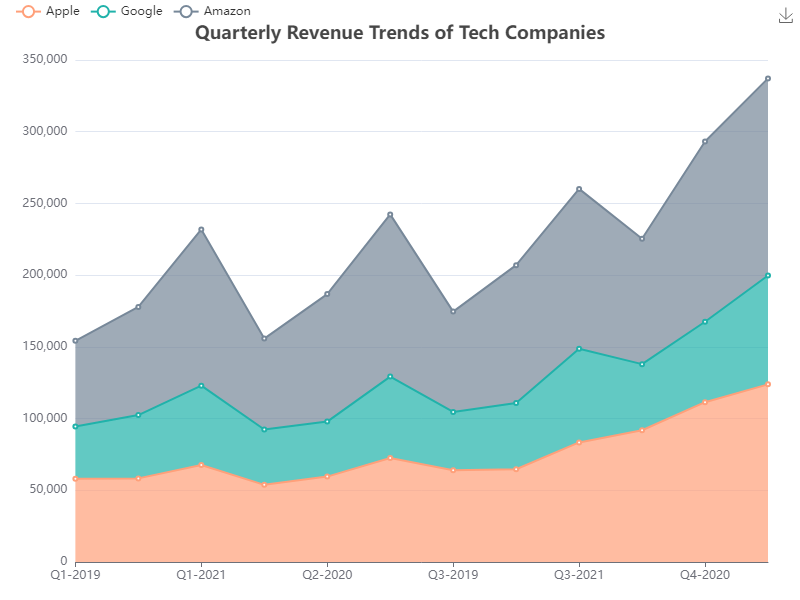 Apple Google Amazon
Quarterly Revenue Trends of Tech Companies
350,000
300,000
250,000
200,000
150,000
100,000
50,000
0
Q1-2019 Q1-2021 Q2-2020 Q3-2019 Q3-2021 Q4-2020